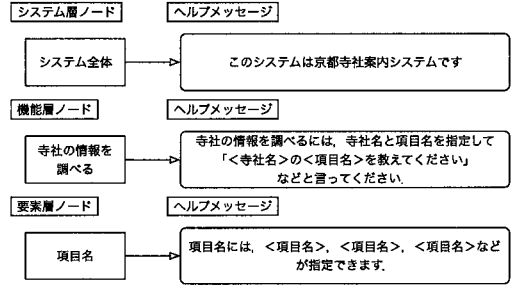 システム層ノード ヘルプメッセージ
システム全体
このシステムは京都寺社案内システムです
機能層ノード ヘルプメッセージ
寺社の情報を
調べる
寺社の情報を調べるには，寺社名と項目名を指定して
「＜寺社名＞の＜項目名＞を教えてください」
などと言ってください．
要素層ノード ヘルプメッセージ
項目名
項目名には，＜項目名＞，＜項目名＞，＜項目名＞など
が指定できます．